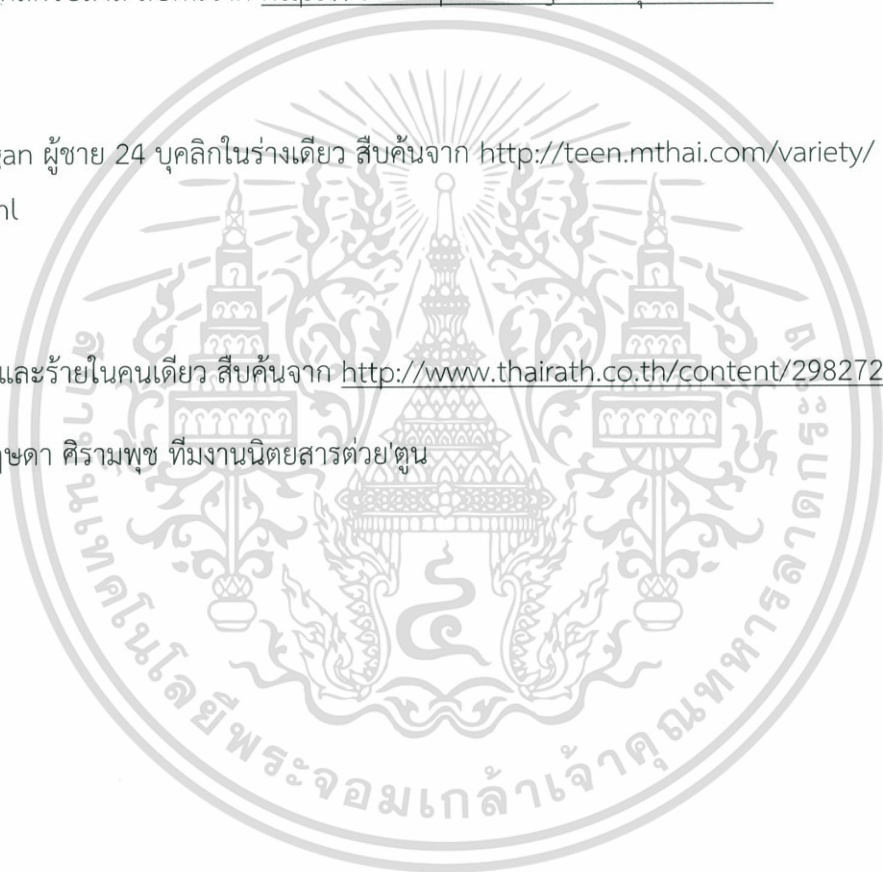 gan ผู้ชาย 24 บุคลิกในร่างเดียว สืบค้นจาก http://teen.mthai.com/variety/
และร้ายในคนเดียว สืบค้นจาก http://www.thairath.co.th/content/298272
ษดา ศิรามพุช ทีมงานนิตยสารต่วย'ตูน
สถาบันเทคโนโลยีพระจอมเกล้าเจ้าคุณทหารลาดกระบัง
๔